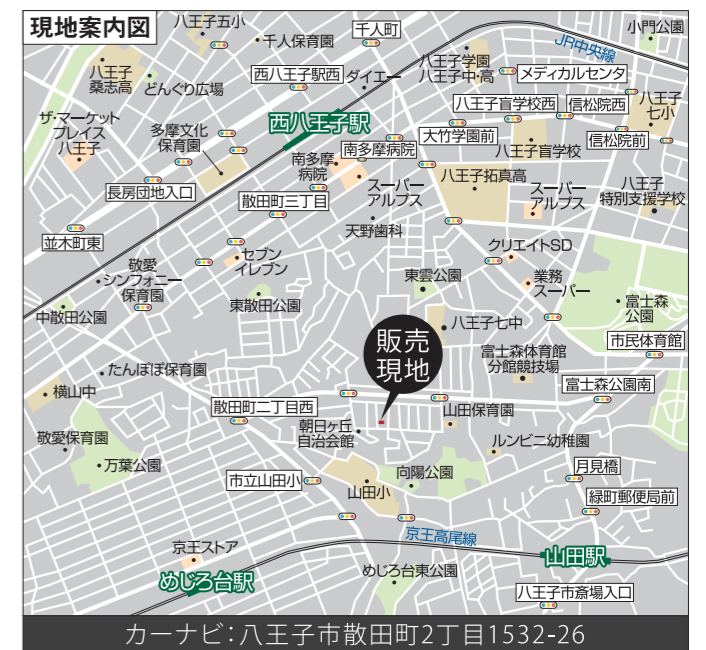 現地案内図
八王子五小
千人町
小門公園
千人保育園
JR中央線
八王子
桑志高
どんぐり広場
西八王子駅西
ダイエー
八王子学園
八王子中・高
メディカルセンタ
ザ・マーケット
プレイス
八王子
多摩文化
保育園
西八王子駅
八王子盲学校西
信松院西
八王子
七小
南多摩
病院
南多摩病院
大竹学園前
八王子盲学校
信松院前
長房団地入口
散田町三丁目
スーパー
アルプス
八王子拓真高
スーパー
アルプス
八王子
特別支援学校
並木町東
天野歯科
敬愛
シンフォニー
保育園
セブン
イレブン
クリエイトSD
東雲公園
業務
スーパー
富士森
公園
中散田公園
東散田公園
八王子七中
市民体育館
販売
現地
富士森体育館
分館競技場
たんぽぽ保育園
横山中
富士森公園南
散田町二丁目西
朝日ヶ丘
自治会館
山田保育園
敬愛保育園
ルンビニ幼稚園
万葉公園
市立山田小
向陽公園
月見橋
山田小
緑町郵便局前
京王高尾線
京王ストア
山田駅
めじろ台駅
めじろ台東公園
八王子市斎場入口
カーナビ:八王子市散田町2丁目1532-26